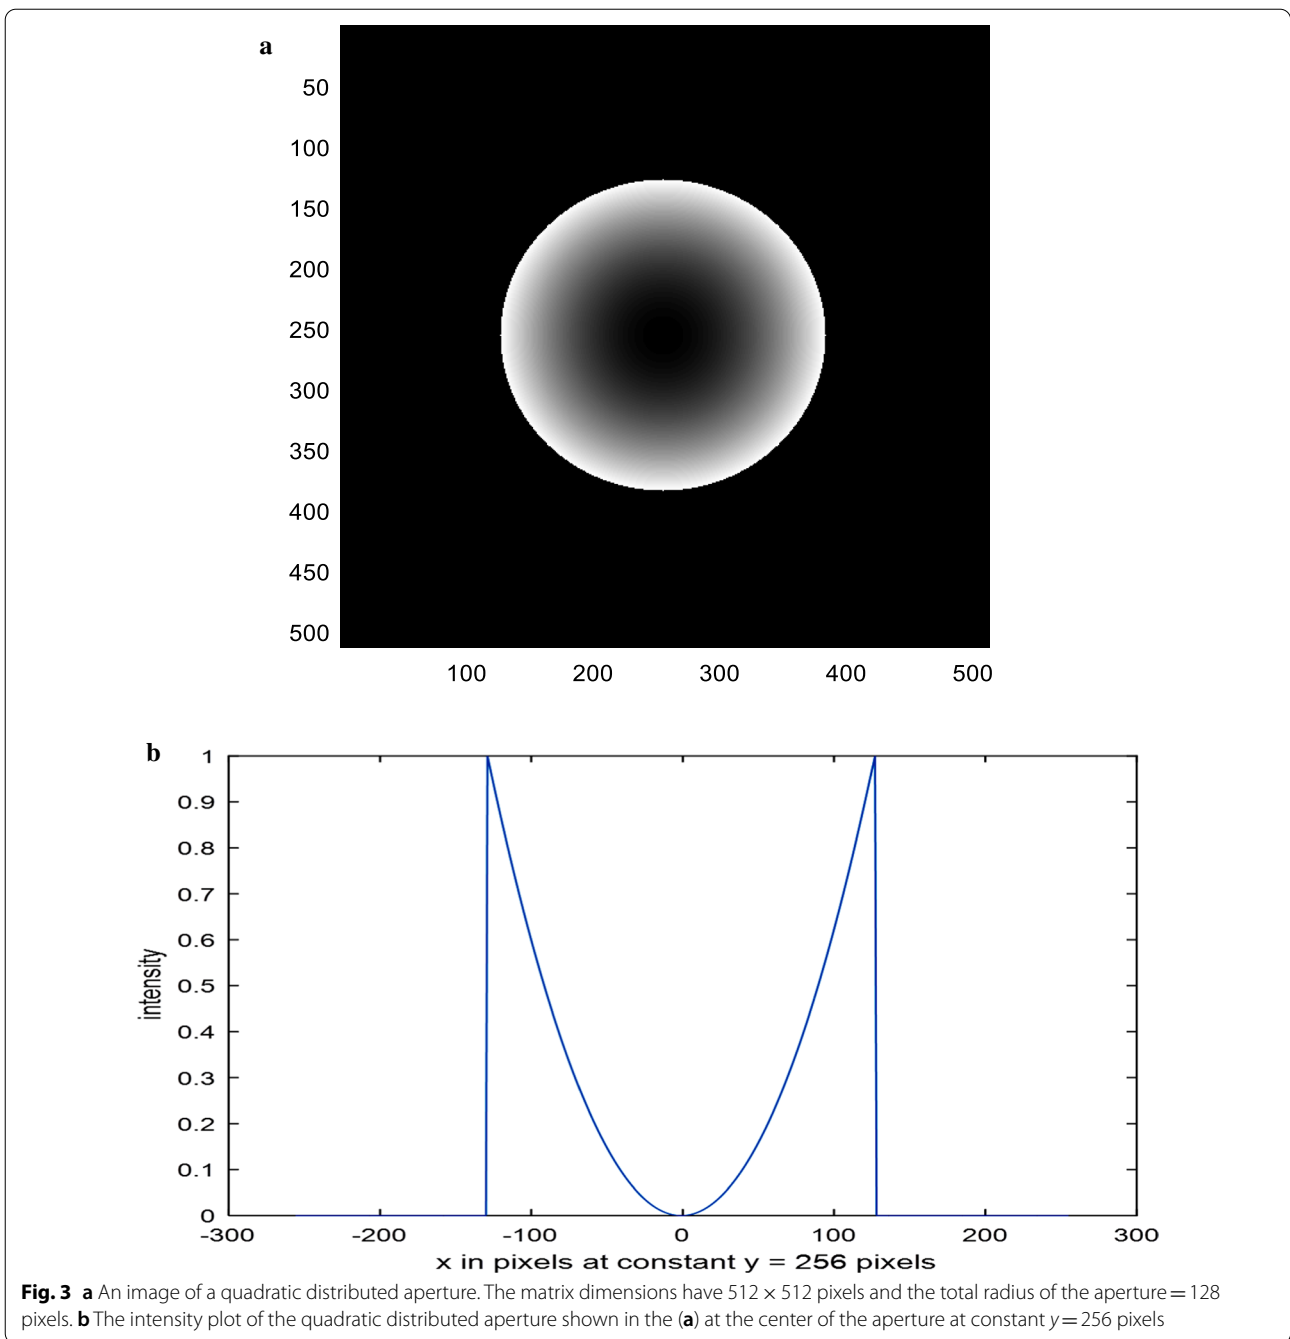 a
50
100
150
200
250
300
350
400
450
500
100 200 300 400 500
b
1
0.9
0.8
0.7
0.6
0.5
0.4
0.3
0.2
0.1
0
intensity
-300 -200 -100 0 100 200 300
x in pixels at constant y = 256 pixels
Fig. 3 a An image of a quadratic distributed aperture. The matrix dimensions have 512 × 512 pixels and the total radius of the aperture = 128
pixels. b The intensity plot of the quadratic distributed aperture shown in the (a) at the center of the aperture at constant y = 256 pixels